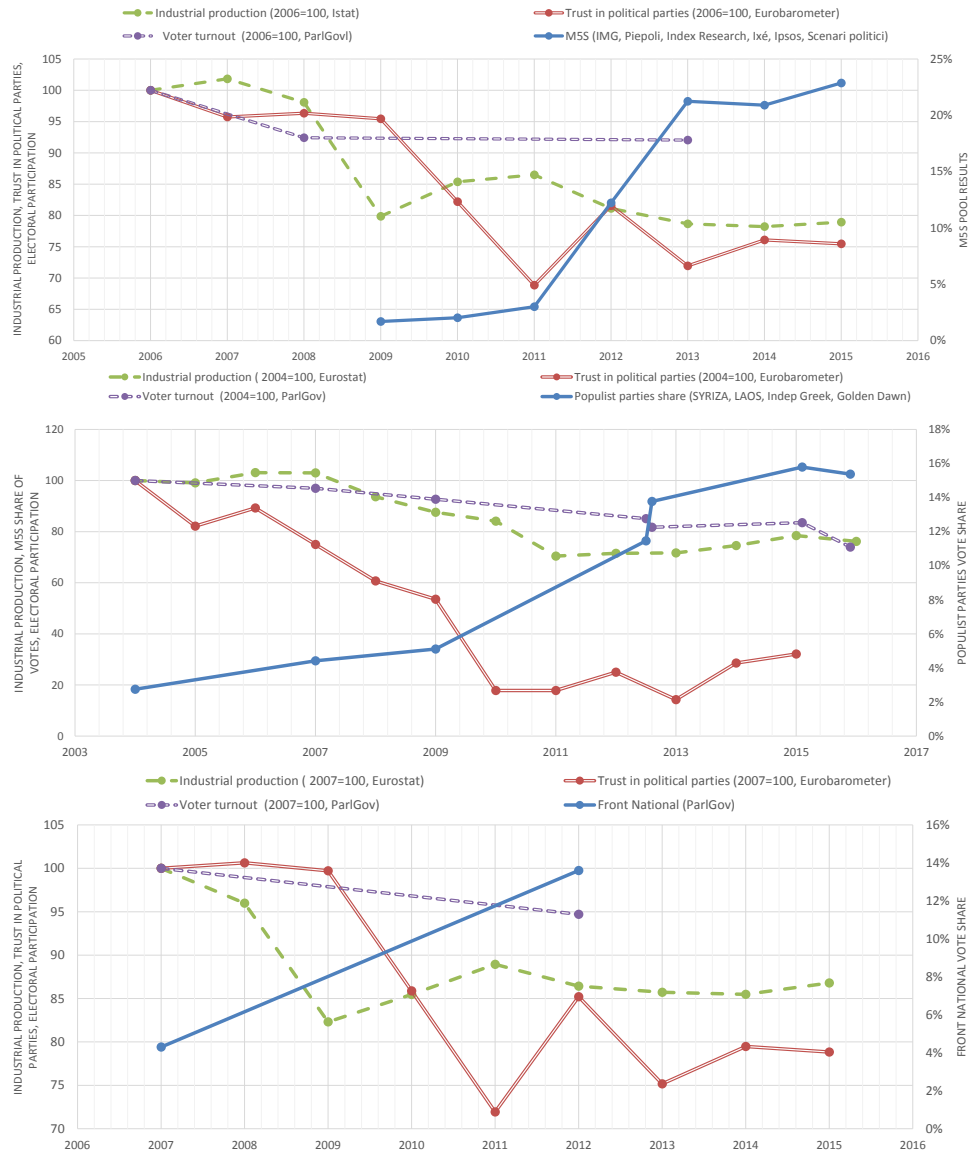 Industrial production (2006=100, Istat) Trust in political parties (2006=100, Eurobarometer)
Voter turnout (2006=100, ParlGovl) M5S (IMG, Piepoli, Index Research, Ixé, Ipsos, Scenari politici)
INDUSTRIAL PRODUCTION, TRUST IN POLITICAL PARTIES,
ELECTORAL PARTICIPATION
105 25%
100
95 20%
90
85 15%
80
75 10%
70
65 5%
60 0%
M5S POOL RESULTS
2005 2006 2007 2008 2009 2010 2011 2012 2013 2014 2015 2016
Industrial production ( 2004=100, Eurostat) Trust in political parties (2004=100, Eurobarometer)
Voter turnout (2004=100, ParlGov) Populist parties share (SYRIZA, LAOS, Indep Greek, Golden Dawn)
INDUSTRIAL PRODUCTION, M5S SHARE OF
VOTES, ELECTORAL PARTICIPATION
120 18%
16%
100 14%
80 12%
10%
60 8%
40 6%
4%
20 2%
0 0%
POPULIST PARTIES VOTE SHARE
2003 2005 2007 2009 2011 2013 2015 2017
Industrial production ( 2007=100, Eurostat) Trust in political parties (2007=100, Eurobarometer)
Voter turnout (2007=100, ParlGov) Front National (ParlGov)
INDUSTRIAL PRODUCTION, TRUST IN POLITICAL
PARTIES, ELECTORAL PARTICIPATION
105 16%
100 14%
95 12%
90 10%
85 8%
80 6%
4%
75 2%
70 0%
FRONT NATIONAL VOTE SHARE
2006 2007 2008 2009 2010 2011 2012 2013 2014 2015 2016